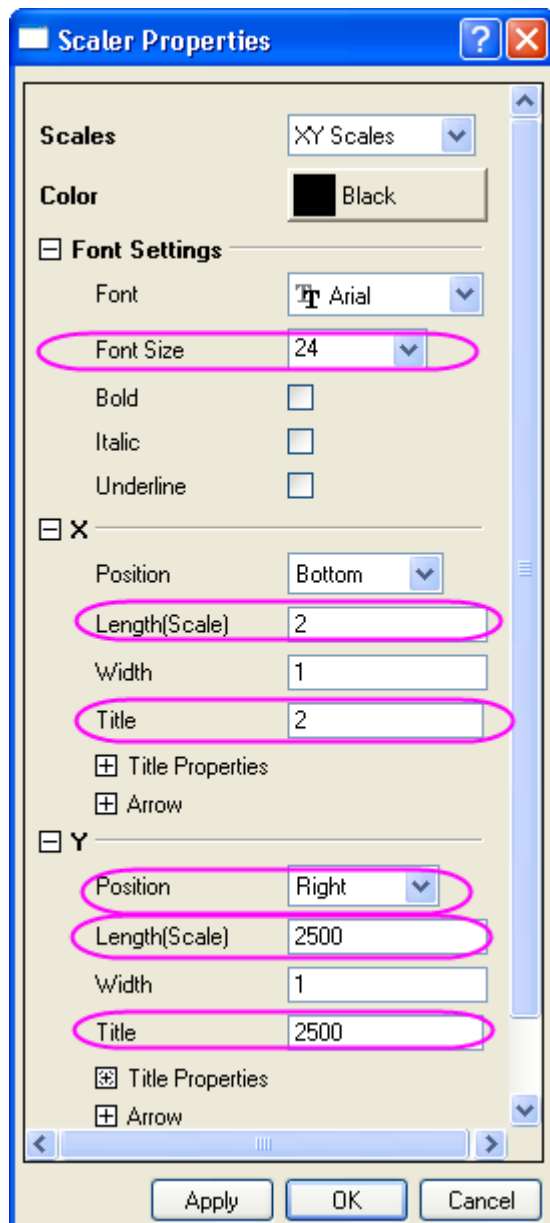 Scaler Properties
Scales XY Scales
Color Black
Font Settings
Font Arial
Font Size 24
Bold
Italic
Underline
X
Position Bottom
Length(Scale) 2
Width 1
Title 2
Title Properties
Arrow
Y
Position Right
Length(Scale) 2500
Width 1
Title 2500
Title Properties
Arrow
Apply OK Cancel